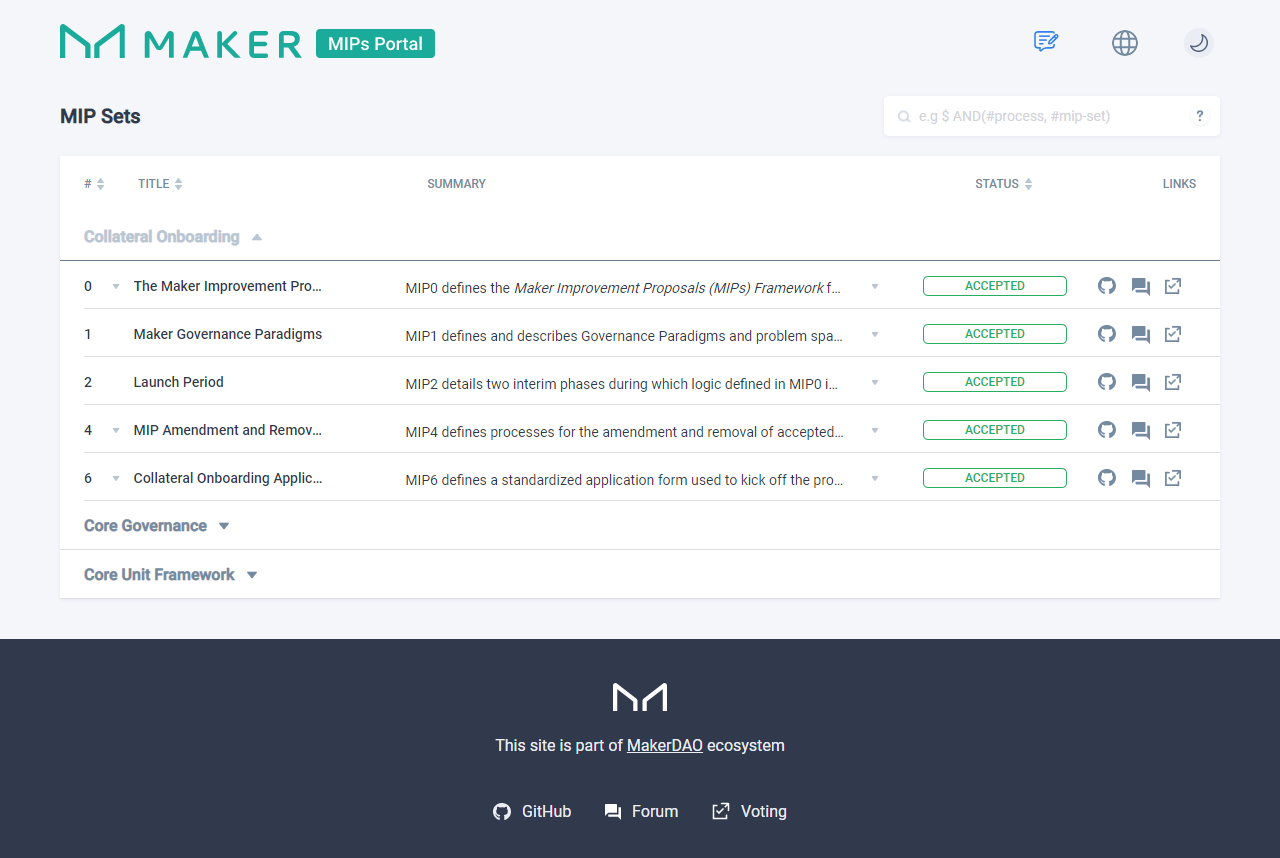 MAKER MIPs Portal
MIP Sets
e.g $ AND(#process, #mip-set) ?
# TITLE SUMMARY STATUS LINKS
Collateral Onboarding
0 The Maker Improvement Pro... MIP0 defines the Maker Improvement Proposals (MIPs) Framework f... ACCEPTED
1 Maker Governance Paradigms MIP1 defines and describes Governance Paradigms and problem spa... ACCEPTED
2 Launch Period MIP2 details two interim phases during which logic defined in MIP0 i... ACCEPTED
4 MIP Amendment and Remov... MIP4 defines processes for the amendment and removal of accepted... ACCEPTED
6 Collateral Onboarding Applic... MIP6 defines a standardized application form used to kick off the pro... ACCEPTED
Core Governance
Core Unit Framework
This site is part of MakerDAO ecosystem
GitHub Forum Voting